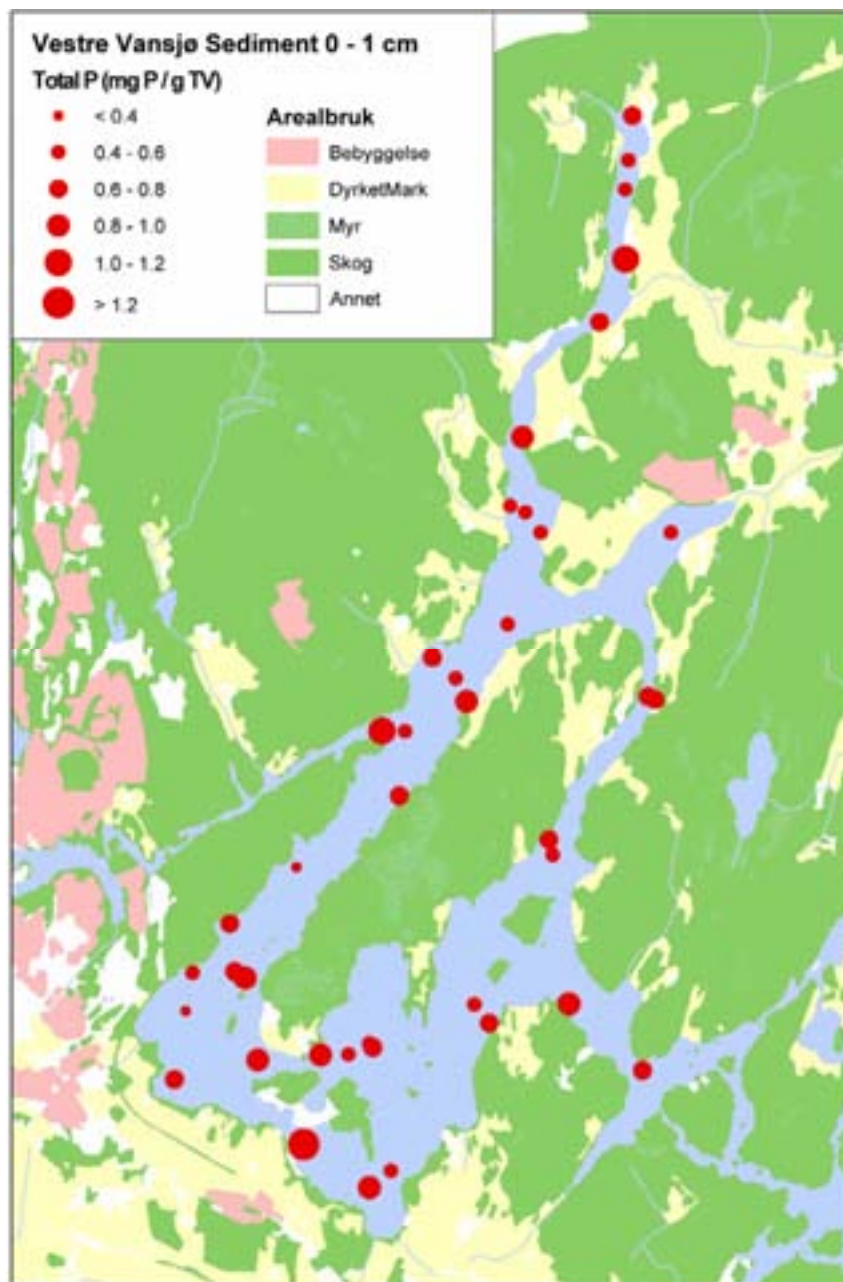 Vestre Vansjø Sediment 0 - 1 cm
Total P (mg P / g TV)
< 0.4
0.4 - 0.6
0.6 - 0.8
0.8 - 1.0
1.0 - 1.2
> 1.2
Arealbruk
Bebyggelse
DyrketMark
Myr
Skog
Annet